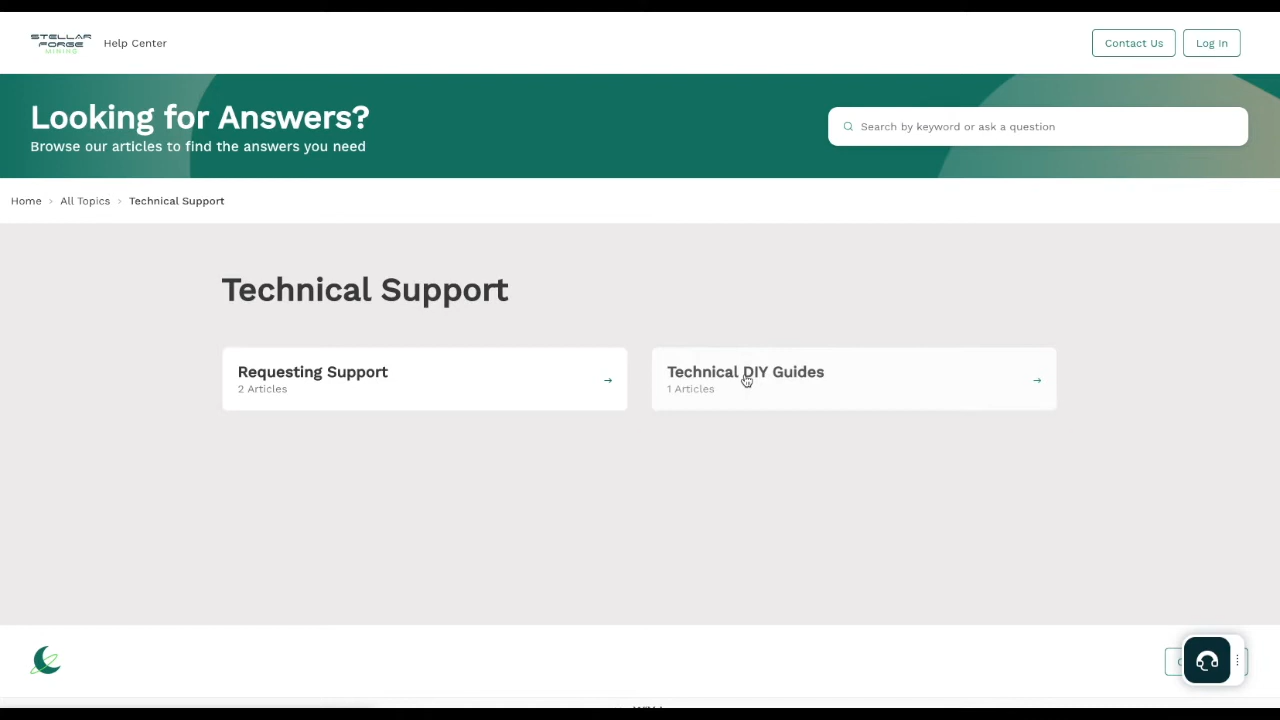 STELLAR
FORGE
MINING
Help Center
Contact Us
Log In
Looking for Answers?
Browse our articles to find the answers you need
Search by keyword or ask a question
Home > All Topics > Technical Support
Technical Support
Requesting Support
2 Articles
→
Technical DIY Guides
1 Articles
→